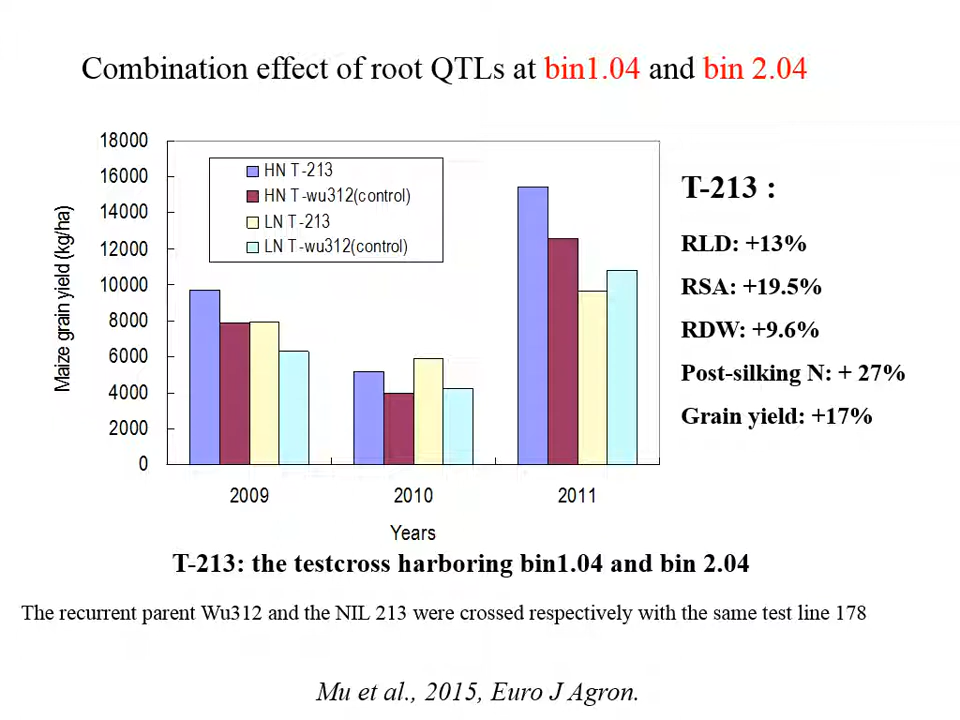 Combination effect of root QTLs at bin1.04 and bin 2.04
18000
16000
14000
12000
10000
8000
6000
4000
2000
0
Maize grain yield (kg/ha)
HN T-213
HN T-wu312(control)
LN T-213
LN T-wu312(control)
2009 2010 2011
Years
T-213 :
RLD: +13%
RSA: +19.5%
RDW: +9.6%
Post-silking N: + 27%
Grain yield: +17%
T-213: the testcross harboring bin1.04 and bin 2.04
The recurrent parent Wu312 and the NIL 213 were crossed respectively with the same test line 178
Mu et al., 2015, Euro J Agron.